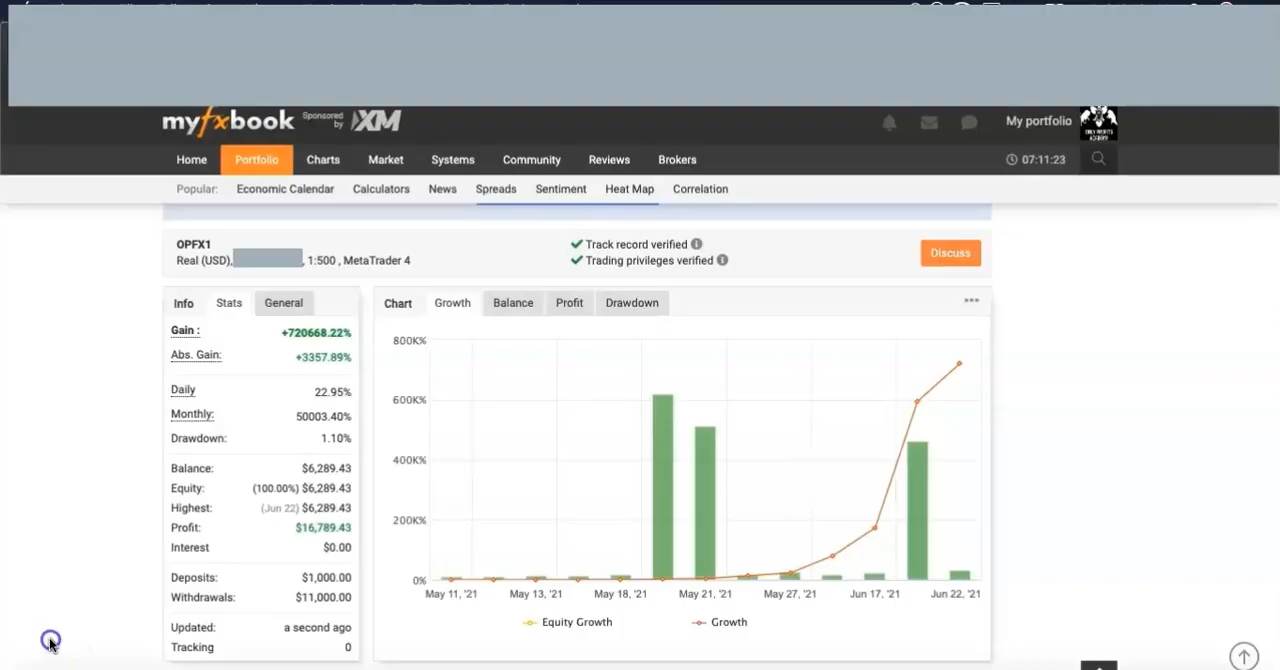 myfxbook Sponsored by XM
My portfolio
Home Portfolio Charts Market Systems Community Reviews Brokers 07:11:23
Popular: Economic Calendar Calculators News Spreads Sentiment Heat Map Correlation
OPFX1
Real (USD), , 1:500 , MetaTrader 4
Track record verified
Trading privileges verified
Discuss
Info Stats General
Gain : +720668.22%
Abs. Gain: +3357.89%
Daily 22.95%
Monthly: 50003.40%
Drawdown: 1.10%
Balance: $6,289.43
Equity: (100.00%) $6,289.43
Highest: (Jun 22) $6,289.43
Profit: $16,789.43
Interest $0.00
Deposits: $1,000.00
Withdrawals: $11,000.00
Updated: a second ago
Tracking 0
Chart Growth Balance Profit Drawdown
800K%
600K%
400K%
200K%
0%
May 11, '21 May 13, '21 May 18, '21 May 21, '21 May 27, '21 Jun 17, '21 Jun 22, '21
Equity Growth Growth